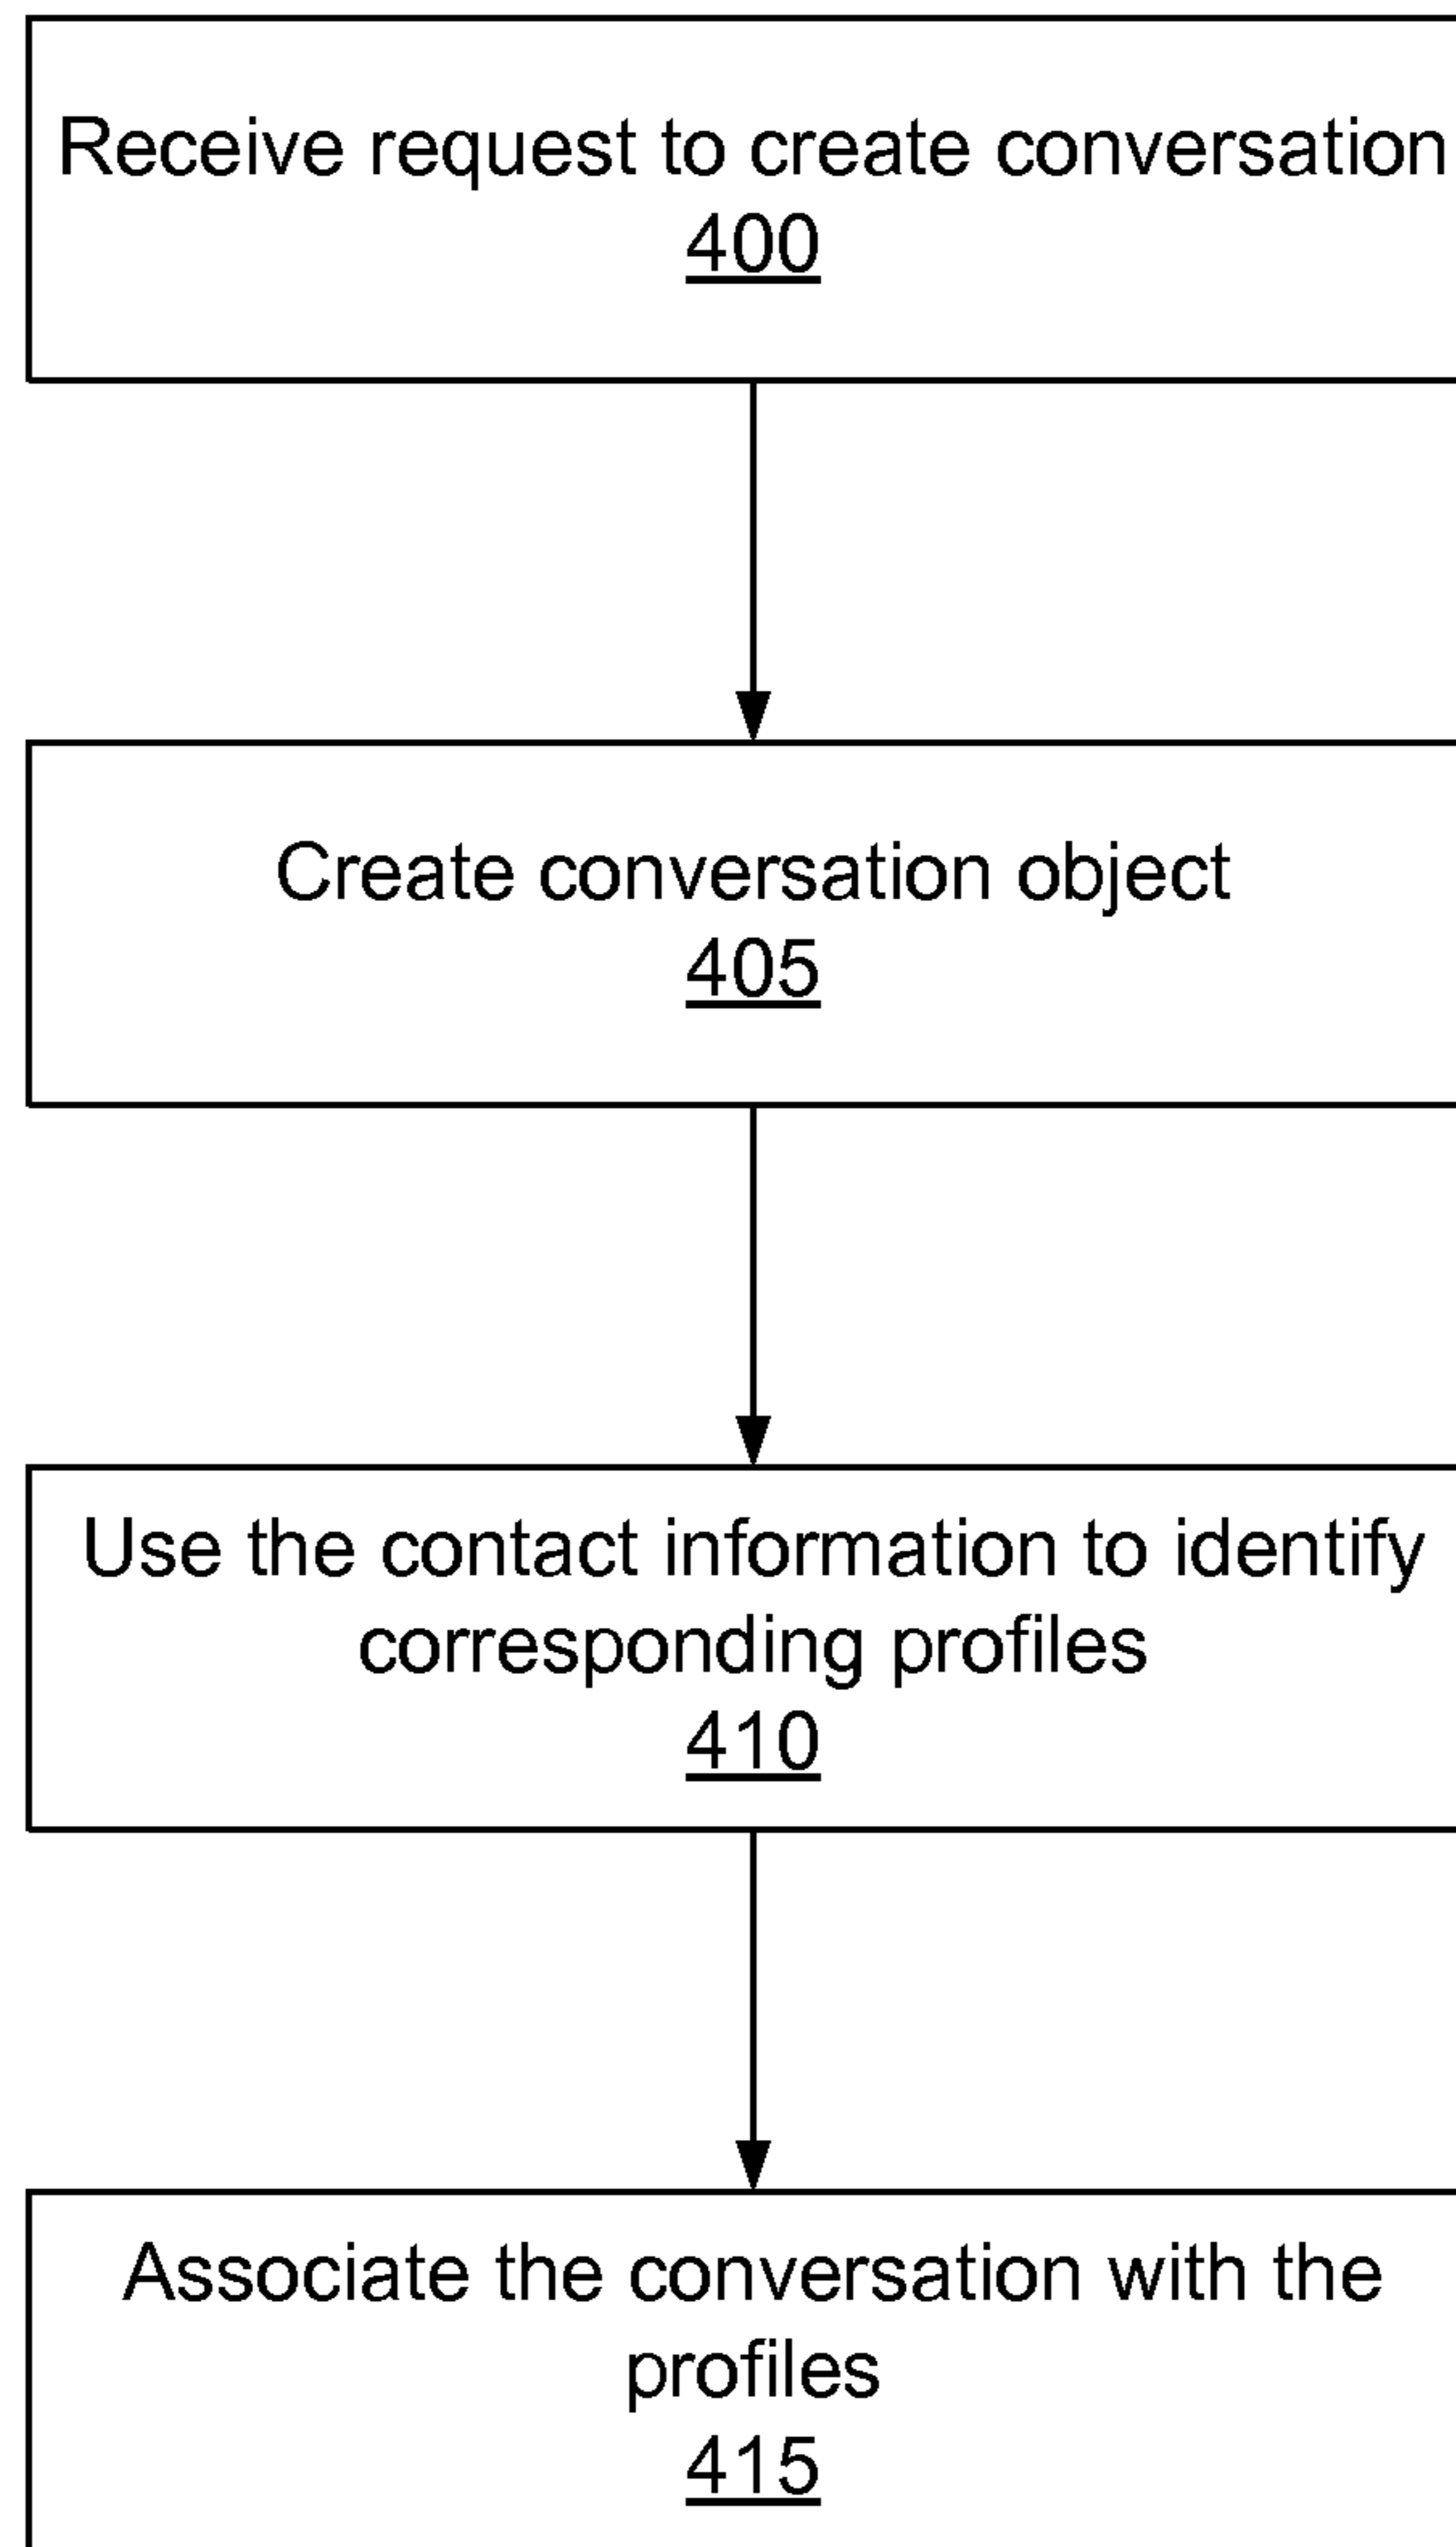 Receive request to create conversation
400
Create conversation object
405
Use the contact information to identify
corresponding profiles
410
Associate the conversation with the
profiles
415